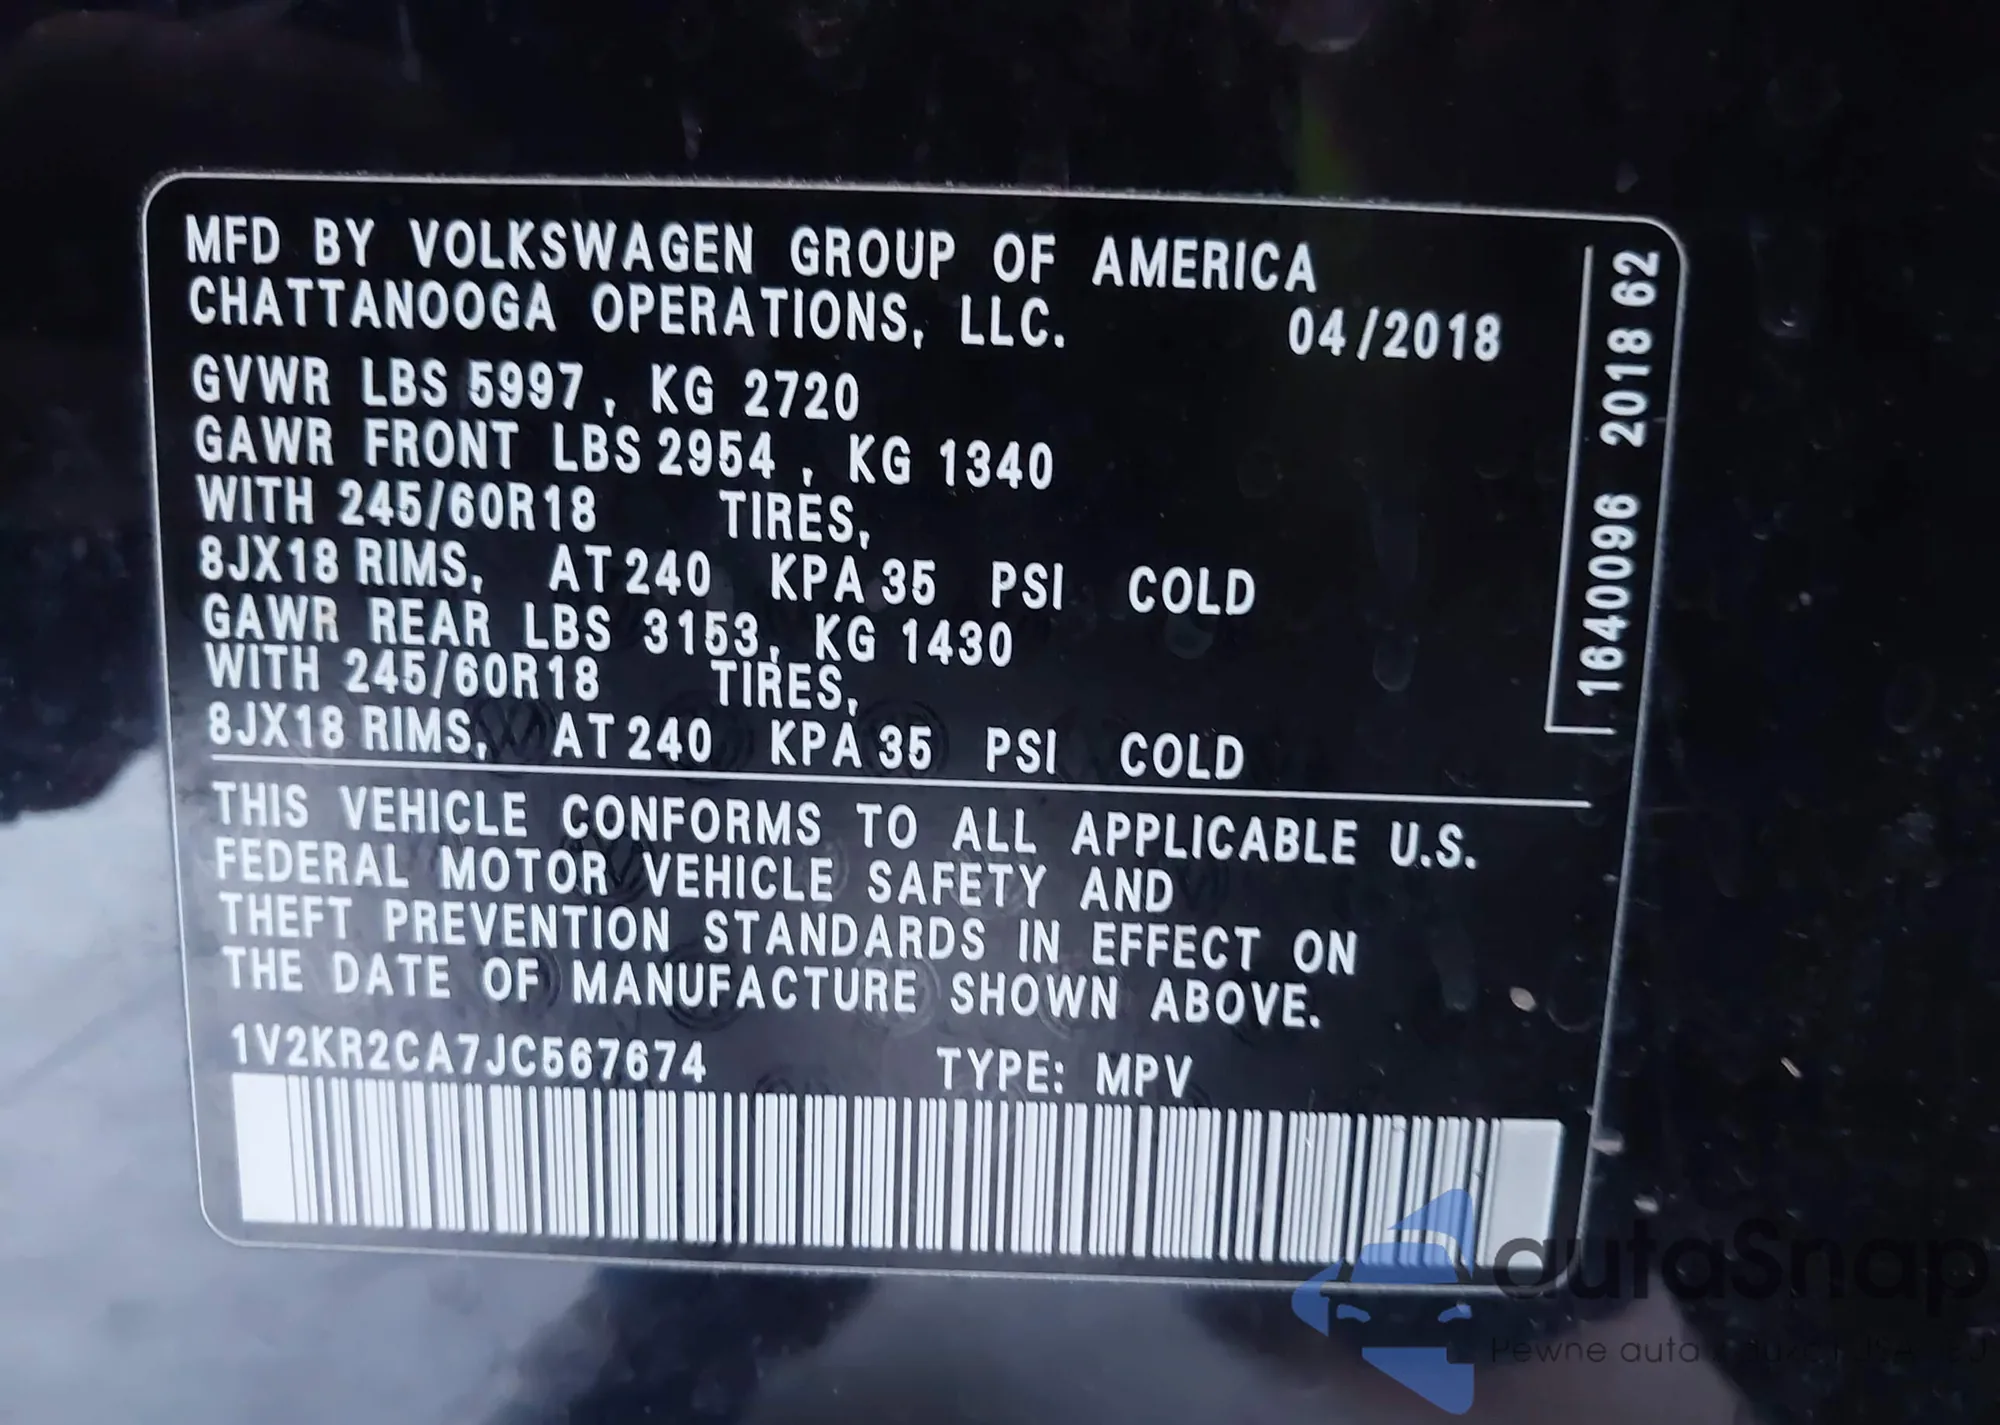 MFD BY VOLKSWAGEN GROUP OF AMERICA
CHATTANOOGA OPERATIONS, LLC. 04/2018
GVWR LBS 5997, KG 2720
GAWR FRONT LBS 2954, KG 1340
WITH 245/60R18 TIRES,
8JX18 RIMS, AT 240 KPA 35 PSI COLD
GAWR REAR LBS 3153, KG 1430
WITH 245/60R18 TIRES,
8JX18 RIMS, AT 240 KPA 35 PSI COLD
THIS VEHICLE CONFORMS TO ALL APPLICABLE U.S.
FEDERAL MOTOR VEHICLE SAFETY AND
THEFT PREVENTION STANDARDS IN EFFECT ON
THE DATE OF MANUFACTURE SHOWN ABOVE.
1V2KR2CA7JC567674 TYPE: MPV
16400096 2018 62
autaSnap
Pewne auta